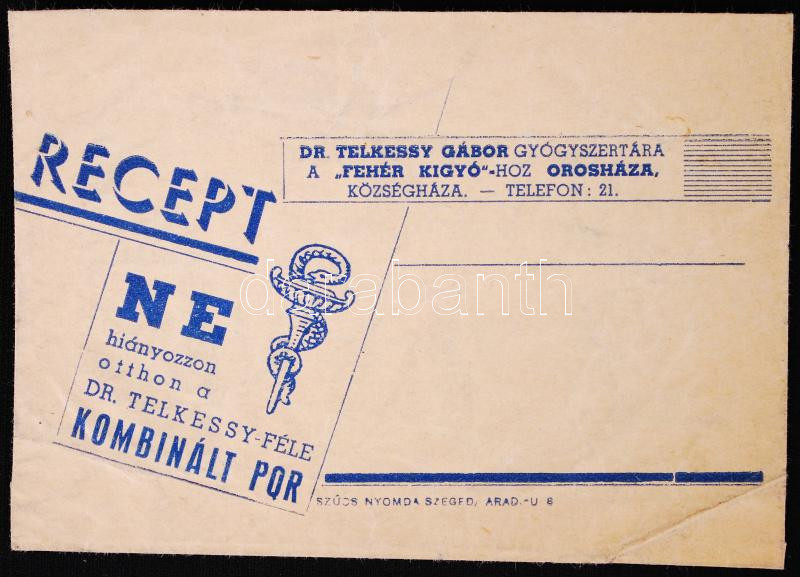 RECEPT
DR. TELKESSY GÁBOR GYÓGYSZERTÁRA
A „FEHÉR KIGYÓ"-HOZ OROSHÁZA,
KÖZSÉGHÁZA. — TELEFON: 21.
NE
hiányozzon
otthon a
DR. TELKESSY-FÉLE
KOMBINÁLT POR
SZŰCS NYOMDA SZEGED, ARAD.-U 8
darabanth